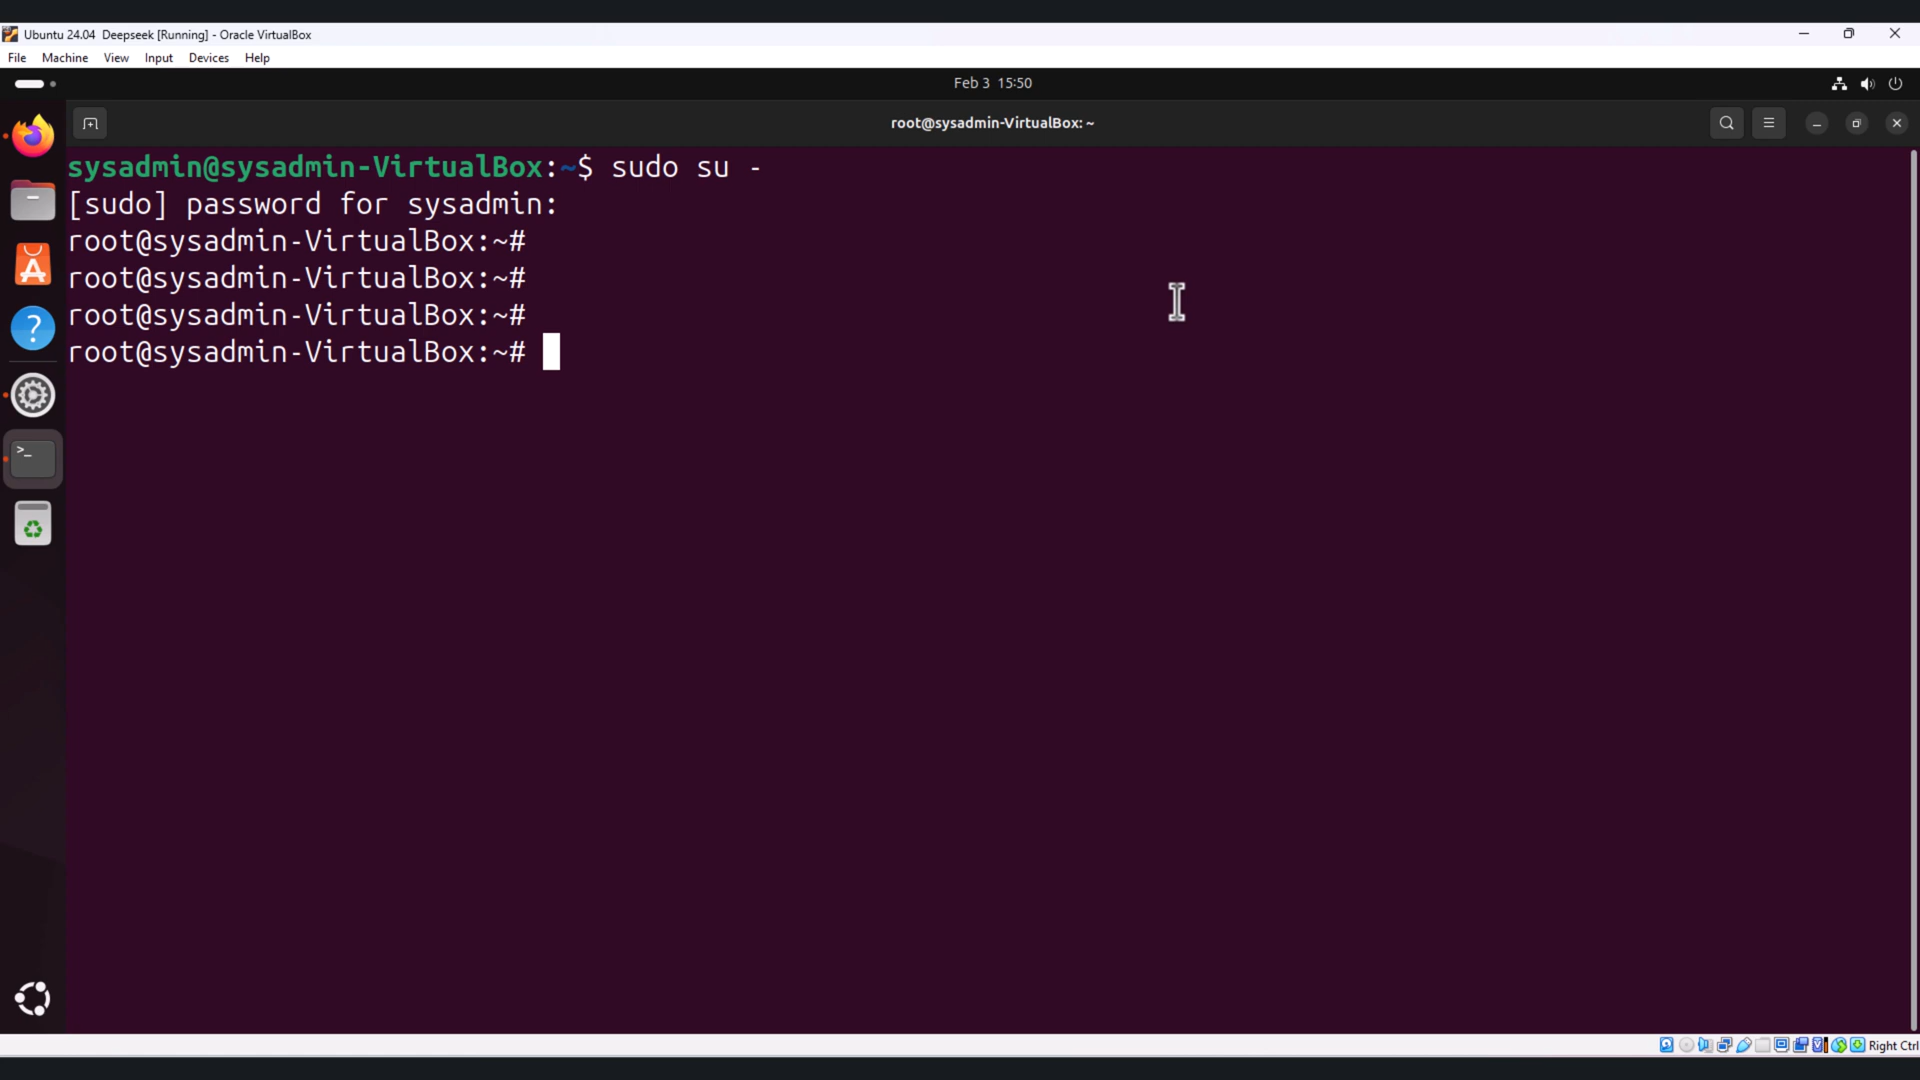 Ubuntu 24.04 Deepseek [Running] - Oracle VirtualBox
File Machine View Input Devices Help
Feb 3 15:50
root@sysadmin-VirtualBox: ~
sysadmin@sysadmin-VirtualBox:~$ sudo su -
[sudo] password for sysadmin:
root@sysadmin-VirtualBox:~#
root@sysadmin-VirtualBox:~#
root@sysadmin-VirtualBox:~#
root@sysadmin-VirtualBox:~#
Right Ctrl